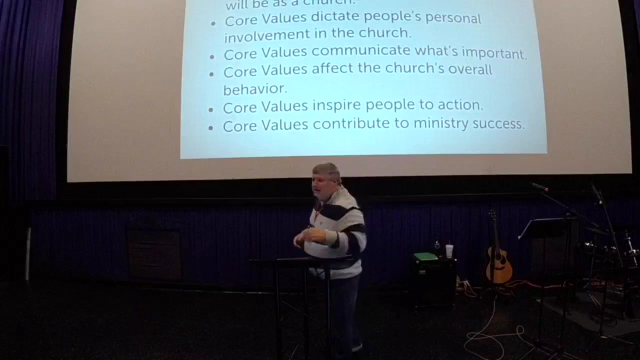 will be as a church.
• Core Values dictate people's personal
involvement in the church.
• Core Values communicate what's important.
• Core Values affect the church's overall
behavior.
• Core Values inspire people to action.
• Core Values contribute to ministry success.